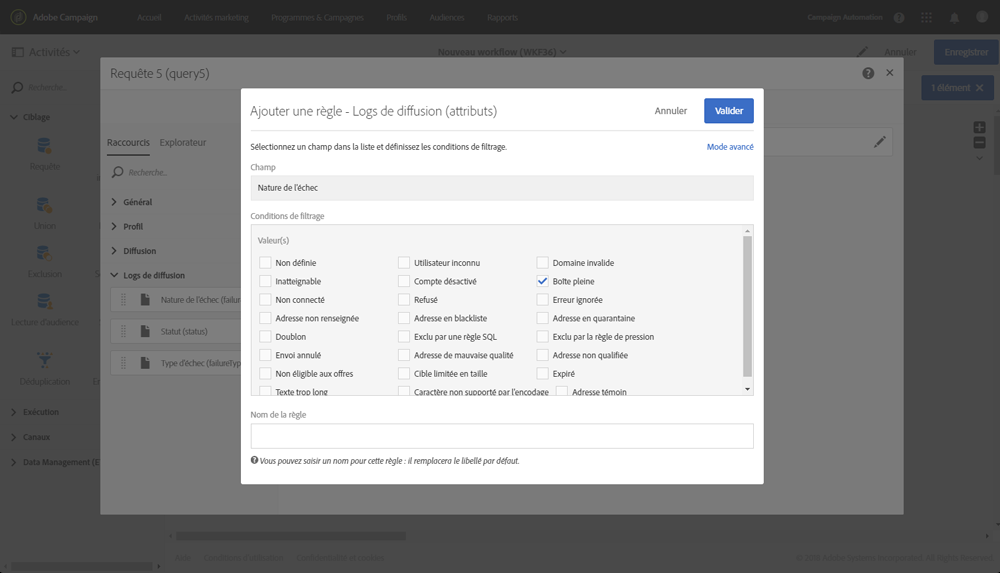 Adobe Campaign Accueil Activités marketing Programmes & Campagnes Profils Audiences Rapports Campaign Automation
Activités Nouveau workflow (WKF36) Annuler Enregistrer
Requête 5 (query5)
Recherche...
1 élément
Ciblage
Requête
Union
Exclusion
Lecture d'audience
Déduplication
Exécution
Canaux
Data Management (E
Raccourcis Explorateur
Recherche...
Général
Profil
Diffusion
Logs de diffusion
Nature de l'échec (failur
Statut (status)
Type d'échec (failureTyp
Ajouter une règle - Logs de diffusion (attributs) Annuler Valider
Sélectionnez un champ dans la liste et définissez les conditions de filtrage. Mode avancé
Champ
Nature de l'échec
Conditions de filtrage
Valeur(s)
Non définie Utilisateur inconnu Domaine invalide
Inatteignable Compte désactivé Boîte pleine
Non connecté Refusé Erreur ignorée
Adresse non renseignée Adresse en blackliste Adresse en quarantaine
Doublon Exclu par une règle SQL Exclu par la règle de pression
Envoi annulé Adresse de mauvaise qualité Adresse non qualifiée
Non éligible aux offres Cible limitée en taille Expiré
Texte trop long Caractère non supporté par l'encodage Adresse témoin
Nom de la règle
Vous pouvez saisir un nom pour cette règle : il remplacera le libellé par défaut.
Conditions d'utilisation Confidentialité et cookies